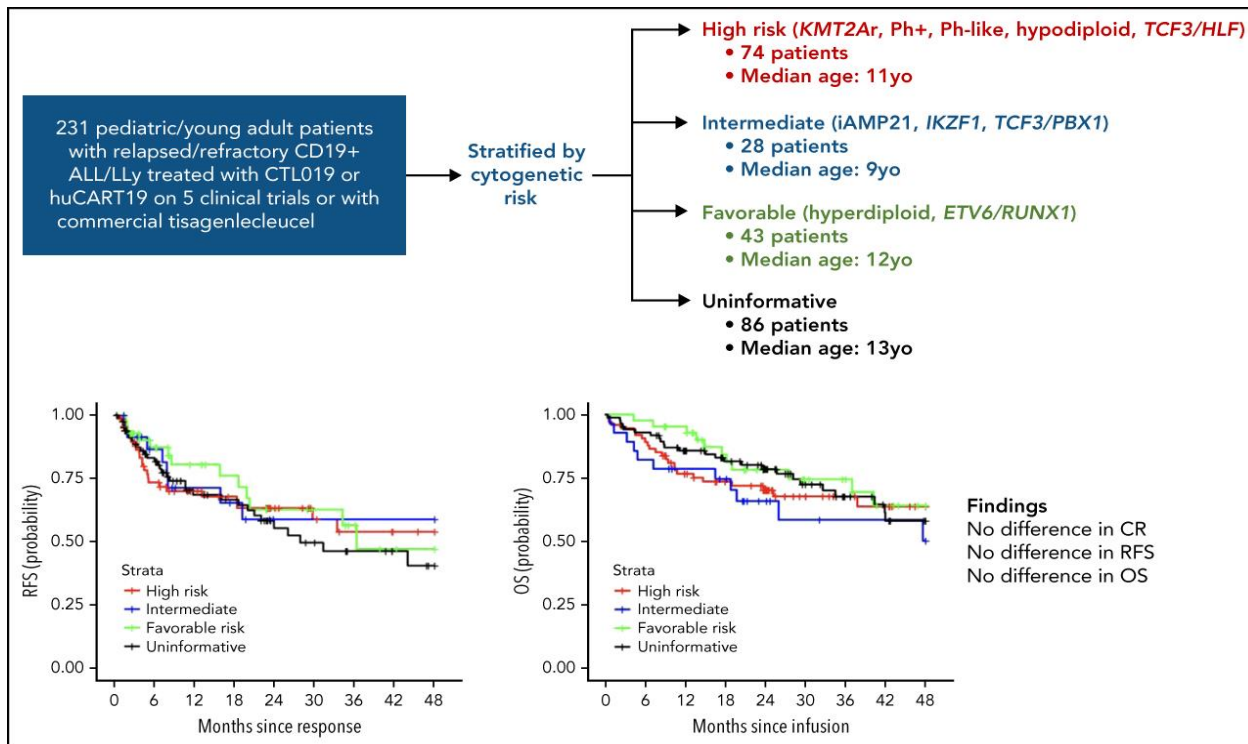 231 pediatric/young adult patients
with relapsed/refractory CD19+
ALL/LLy treated with CTL019 or
huCART19 on 5 clinical trials or with
commercial tisagenlecleucel
Stratified by
cytogenetic
risk
High risk (KMT2Ar, Ph+, Ph-like, hypodiploid, TCF3/HLF)
• 74 patients
• Median age: 11yo
Intermediate (iAMP21, IKZF1, TCF3/PBX1)
• 28 patients
• Median age: 9yo
Favorable (hyperdiploid, ETV6/RUNX1)
• 43 patients
• Median age: 12yo
Uninformative
• 86 patients
• Median age: 13yo
RFS (probability)
1.00
0.75
0.50
0.25
0.00
Strata
High risk
Intermediate
Favorable risk
Uninformative
0 6 12 18 24 30 36 42 48
Months since response
OS (probability)
1.00
0.75
0.50
0.25
0.00
Strata
High risk
Intermediate
Favorable risk
Uninformative
0 6 12 18 24 30 36 42 48
Months since infusion
Findings
No difference in CR
No difference in RFS
No difference in OS